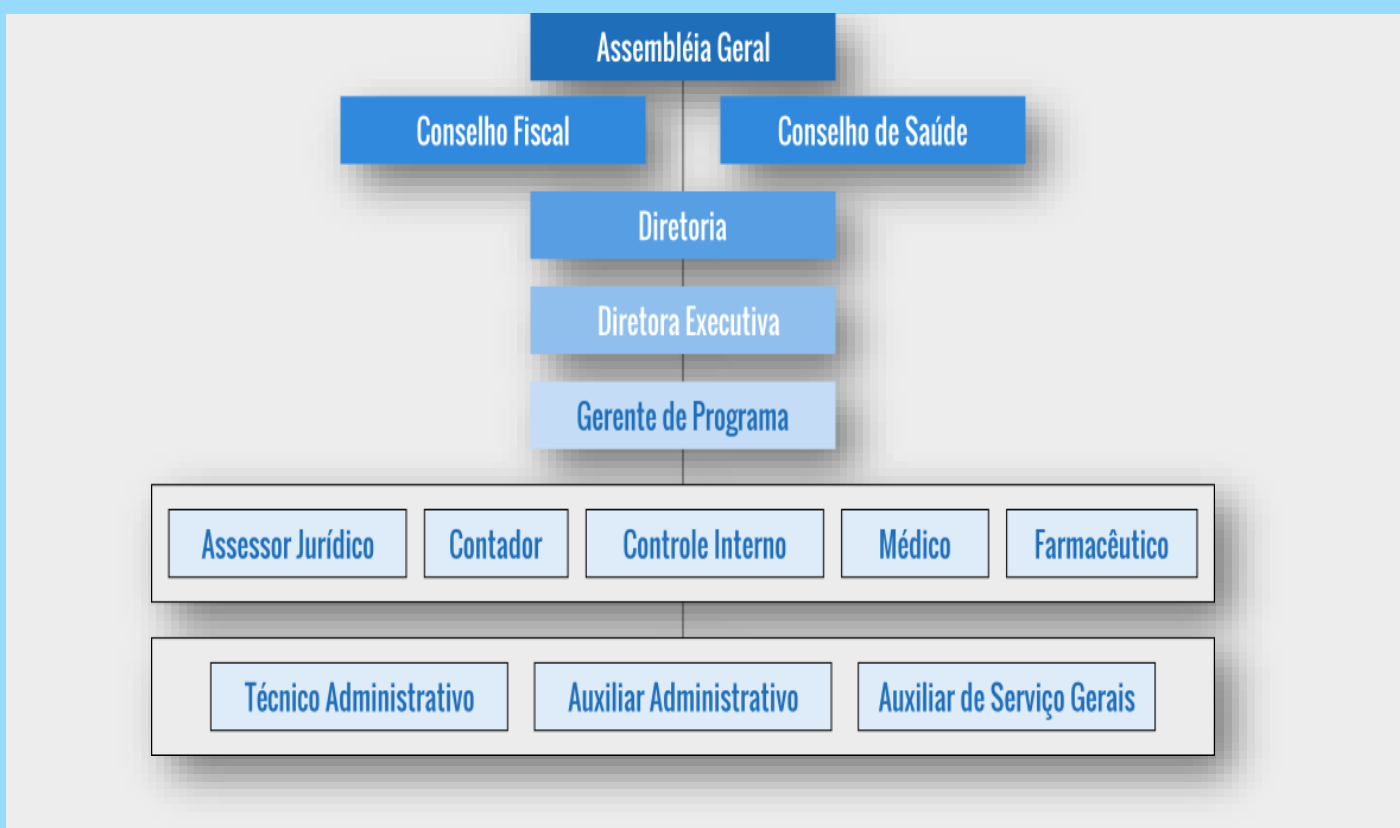 Assembléia Geral
Conselho Fiscal
Conselho de Saúde
Diretoria
Diretora Executiva
Gerente de Programa
Assessor Jurídico
Contador
Controle Interno
Médico
Farmacêutico
Técnico Administrativo
Auxiliar Administrativo
Auxiliar de Serviço Gerais